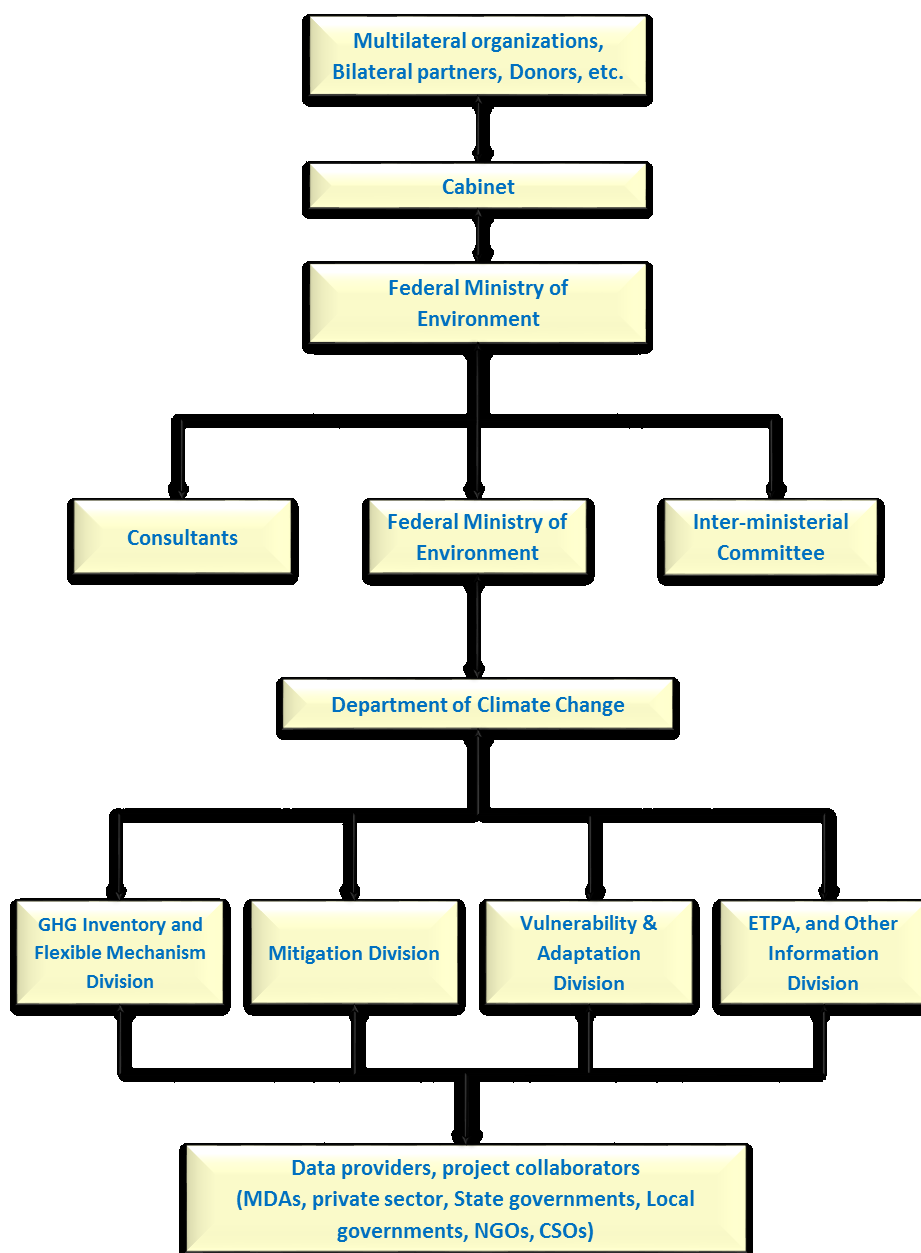 Multilateral organizations,
Bilateral partners, Donors, etc.
Cabinet
Federal Ministry of
Environment
Consultants
Federal Ministry of
Environment
Inter-ministerial
Committee
Department of Climate Change
GHG Inventory and
Flexible Mechanism
Division
Mitigation Division
Vulnerability &
Adaptation
Division
ETPA, and Other
Information
Division
Data providers, project collaborators
(MDAs, private sector, State governments, Local
governments, NGOs, CSOs)